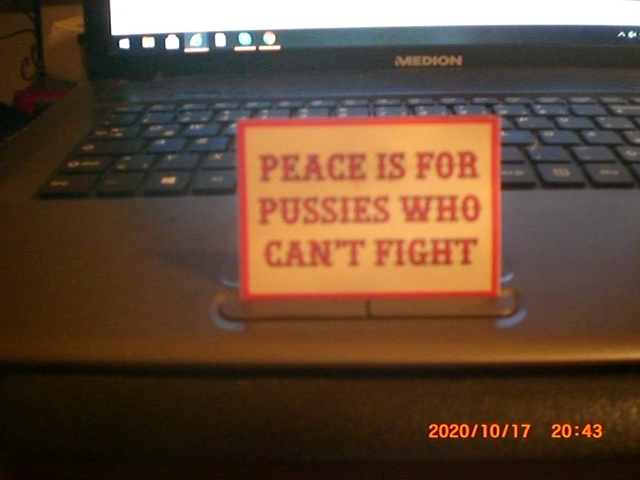 MEDION
PEACE IS FOR
PUSSIES WHO
CAN'T FIGHT
2020/10/17 20:43